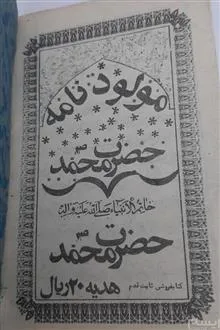 مولود نامه
حضرت محمد ص
خاتم الانبیاء صلی الله علیه و آله
حضرت محمد ص
هدیه ۲۰ ریال
کتابفروشی ثابت قدم